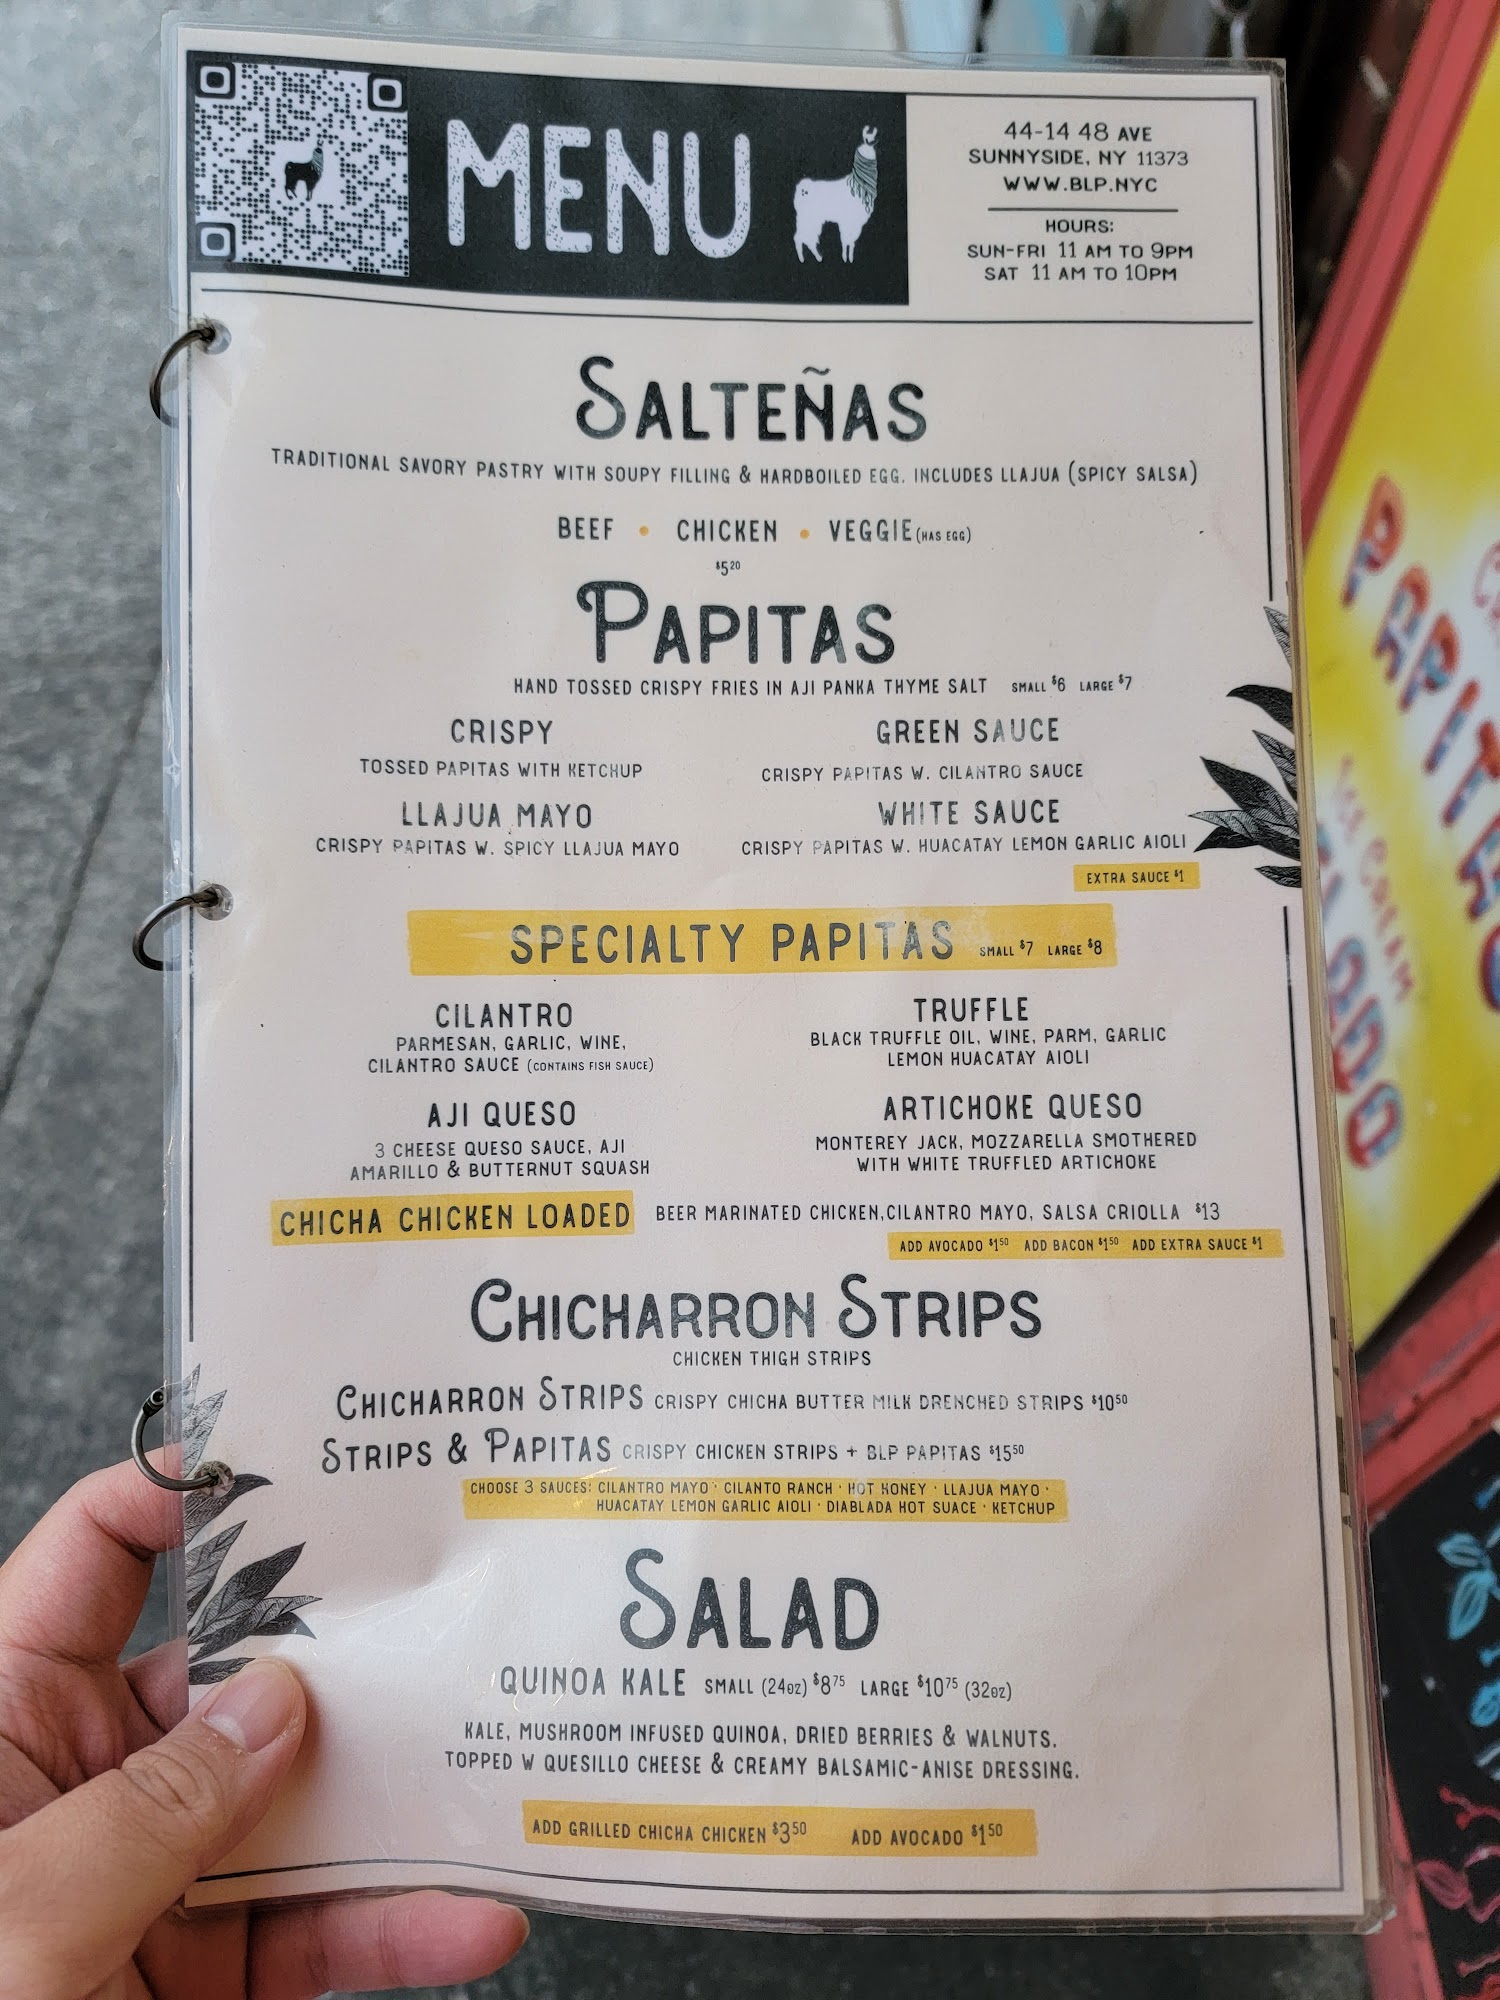 MENU
44-14 48 AVE
SUNNYSIDE, NY 11373
WWW.BLP.NYC
HOURS:
SUN-FRI 11 AM TO 9PM
SAT 11 AM TO 10PM
SALTEÑAS
TRADITIONAL SAVORY PASTRY WITH SOUPY FILLING & HARDBOILED EGG. INCLUDES LLAJUA (SPICY SALSA)
BEEF • CHICKEN • VEGGIE (HAS EGG)
$5.20
PAPITAS
HAND TOSSED CRISPY FRIES IN AJI PANKA THYME SALT SMALL $6 LARGE $7
CRISPY
TOSSED PAPITAS WITH KETCHUP
GREEN SAUCE
CRISPY PAPITAS W. CILANTRO SAUCE
LLAJUA MAYO
CRISPY PAPITAS W. SPICY LLAJUA MAYO
WHITE SAUCE
CRISPY PAPITAS W. HUACATAY LEMON GARLIC AIOLI
EXTRA SAUCE $1
SPECIALTY PAPITAS SMALL $7 LARGE $8
CILANTRO
PARMESAN, GARLIC, WINE,
CILANTRO SAUCE (CONTAINS FISH SAUCE)
TRUFFLE
BLACK TRUFFLE OIL, WINE, PARM, GARLIC
LEMON HUACATAY AIOLI
AJI QUESO
3 CHEESE QUESO SAUCE, AJI
AMARILLO & BUTTERNUT SQUASH
ARTICHOKE QUESO
MONTEREY JACK, MOZZARELLA SMOTHERED
WITH WHITE TRUFFLED ARTICHOKE
CHICHA CHICKEN LOADED BEER MARINATED CHICKEN,CILANTRO MAYO, SALSA CRIOLLA $13
ADD AVOCADO $1.50 ADD BACON $1.50 ADD EXTRA SAUCE $1
CHICHARRON STRIPS
CHICKEN THIGH STRIPS
CHICHARRON STRIPS CRISPY CHICHA BUTTER MILK DRENCHED STRIPS $10.50
STRIPS & PAPITAS CRISPY CHICKEN STRIPS + BLP PAPITAS $15.50
CHOOSE 3 SAUCES: CILANTRO MAYO · CILANTO RANCH · HOT HONEY · LLAJUA MAYO ·
HUACATAY LEMON GARLIC AIOLI · DIABLADA HOT SUACE · KETCHUP
SALAD
QUINOA KALE SMALL (24oz) $8.75 LARGE $10.75 (32oz)
KALE, MUSHROOM INFUSED QUINOA, DRIED BERRIES & WALNUTS.
TOPPED W QUESILLO CHEESE & CREAMY BALSAMIC-ANISE DRESSING.
ADD GRILLED CHICHA CHICKEN $3.50 ADD AVOCADO $1.50
PAPITAS
ICE CREAM